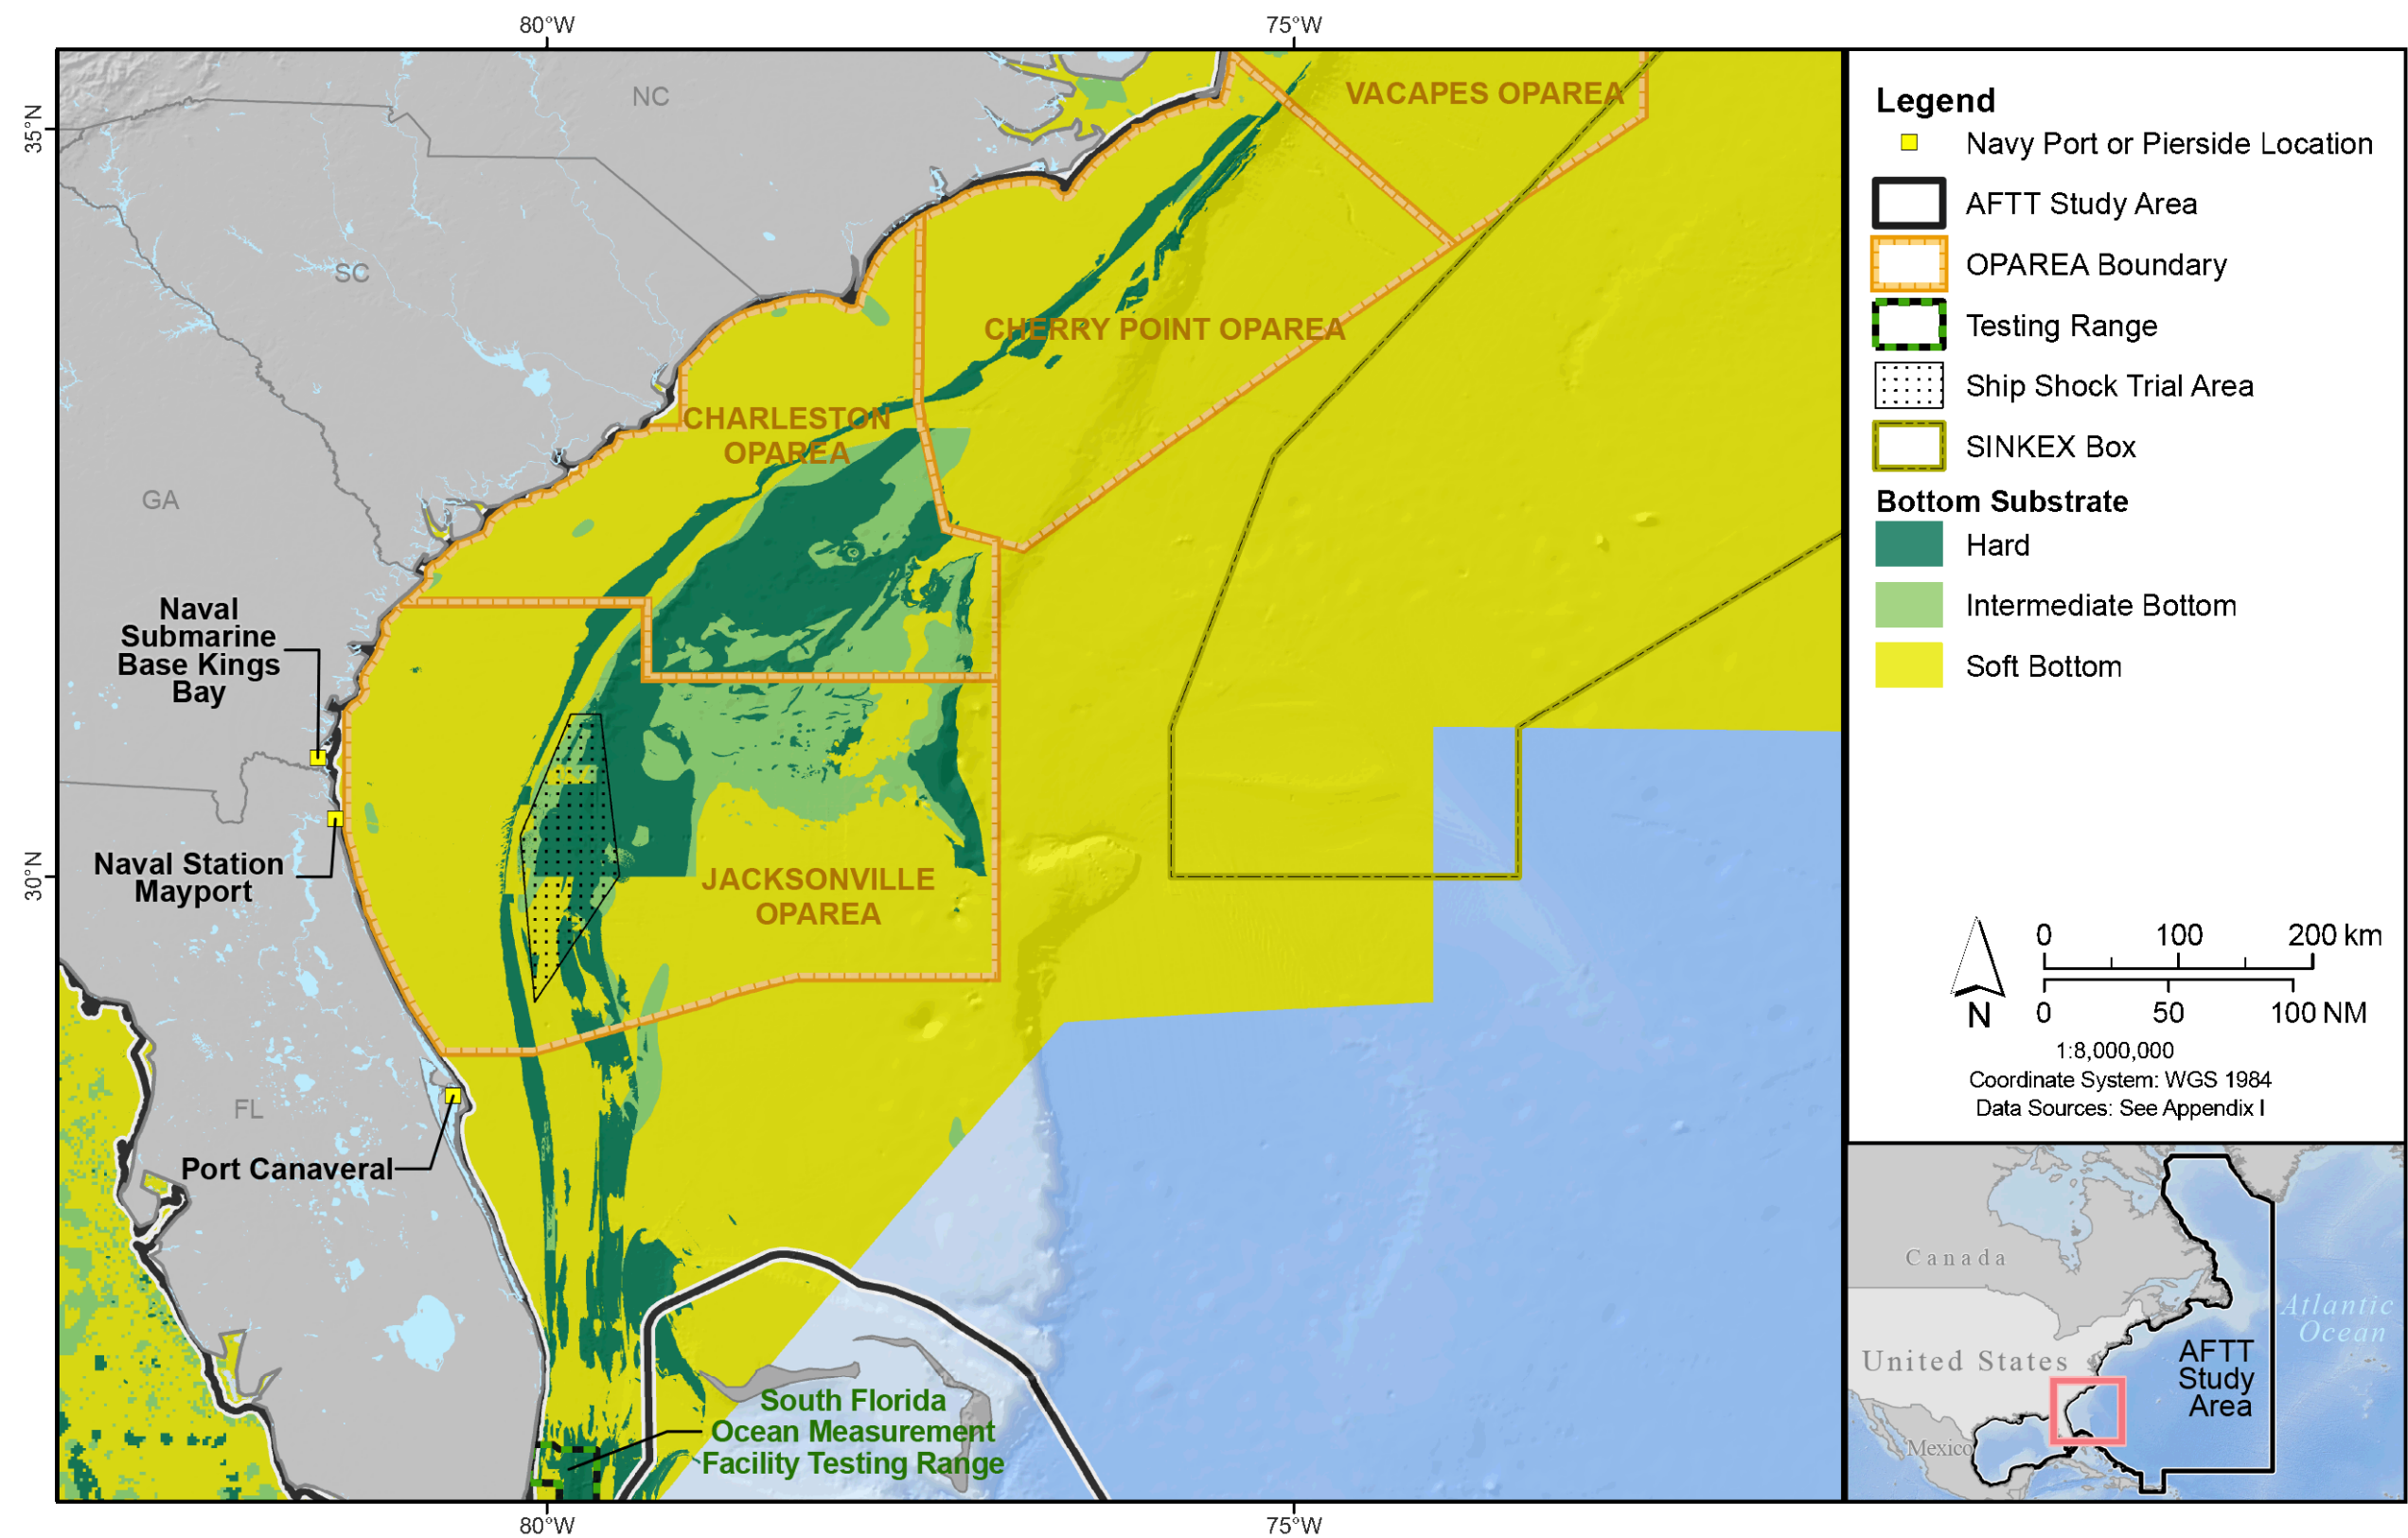 80°W
75°W
35°N
30°N
NC
SC
GA
FL
VACAPES OPAREA
CHERRY POINT OPAREA
CHARLESTON
OPAREA
JACKSONVILLE
OPAREA
Naval
Submarine
Base Kings
Bay
Naval Station
Mayport
Port Canaveral
South Florida
Ocean Measurement
Facility Testing Range
80°W
75°W
Legend
Navy Port or Pierside Location
AFTT Study Area
OPAREA Boundary
Testing Range
Ship Shock Trial Area
SINKEX Box
Bottom Substrate
Hard
Intermediate Bottom
Soft Bottom
N
0 100 200 km
0 50 100 NM
1:8,000,000
Coordinate System: WGS 1984
Data Sources: See Appendix I
Canada
United States
Mexico
Atlantic
Ocean
AFTT
Study
Area